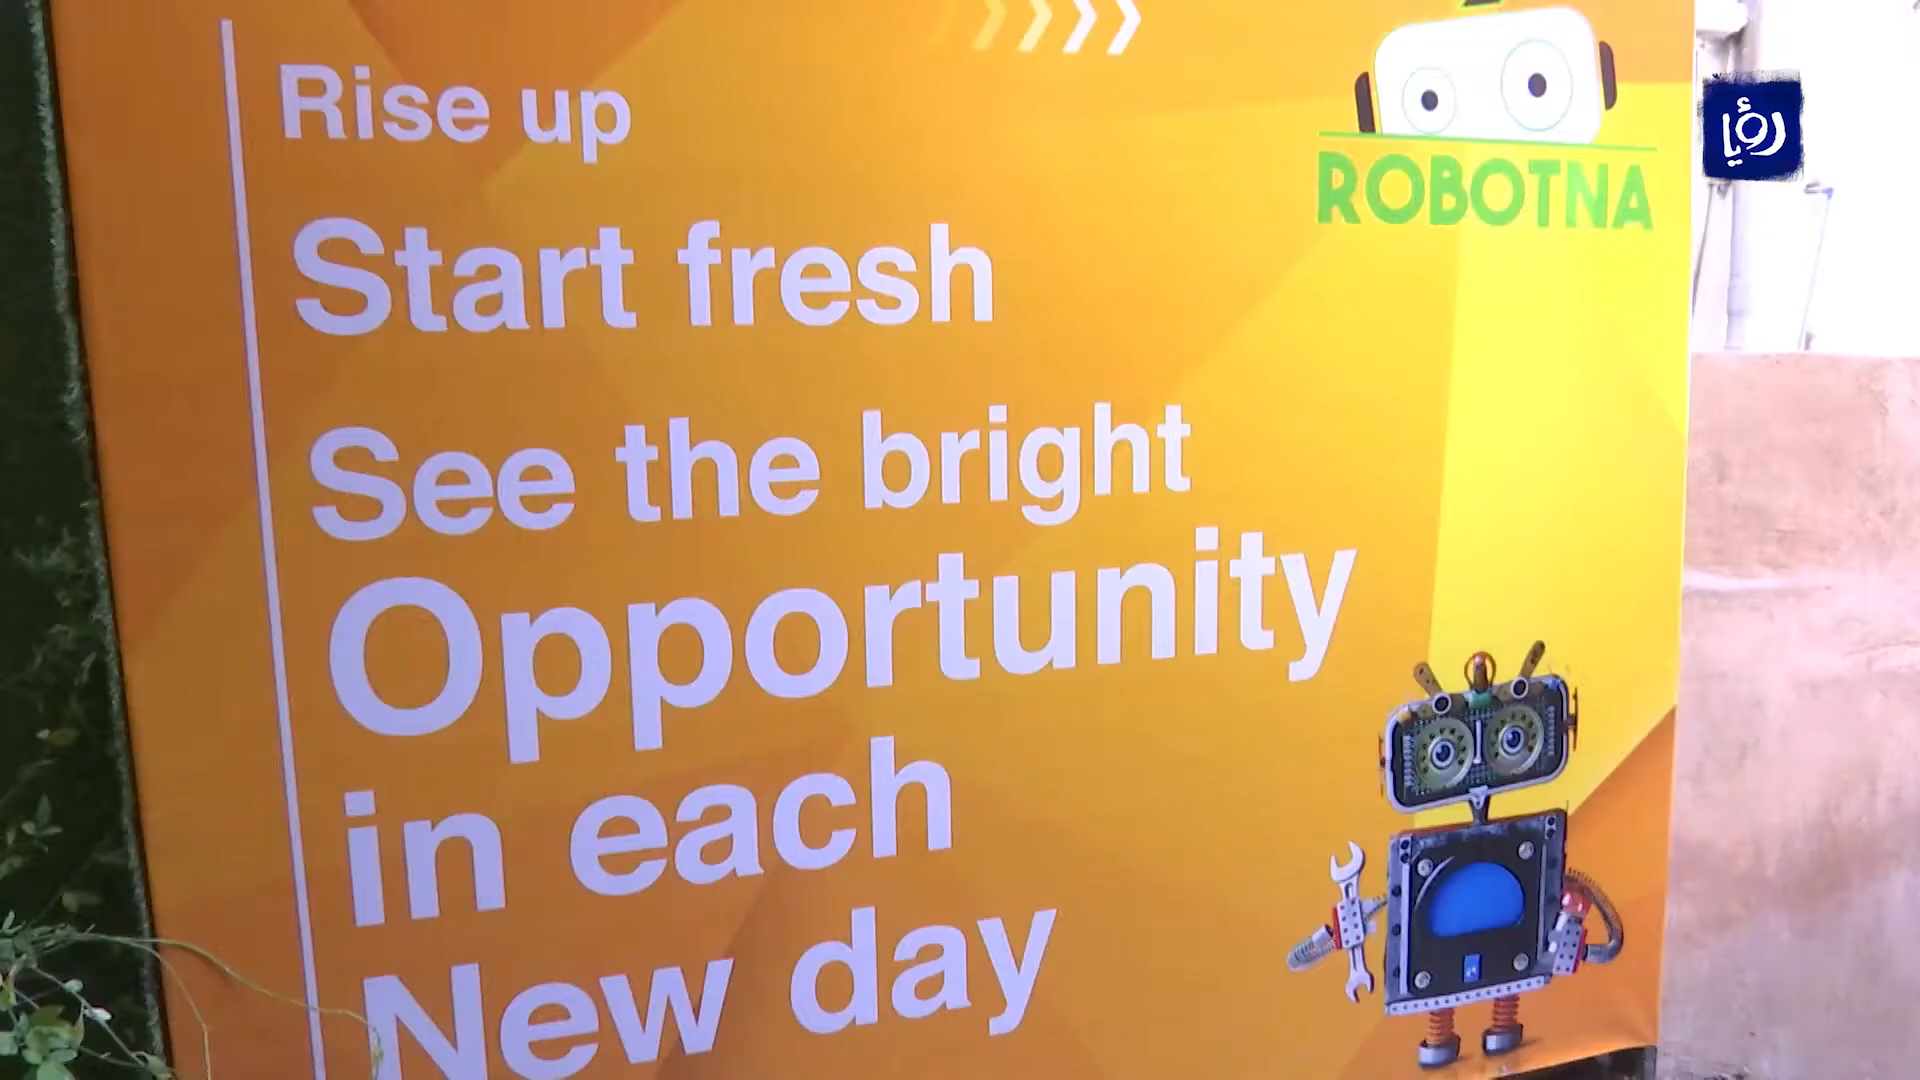 Rise up
Start fresh
See the bright
Opportunity
in each
New day
ROBOTNA
رؤيا